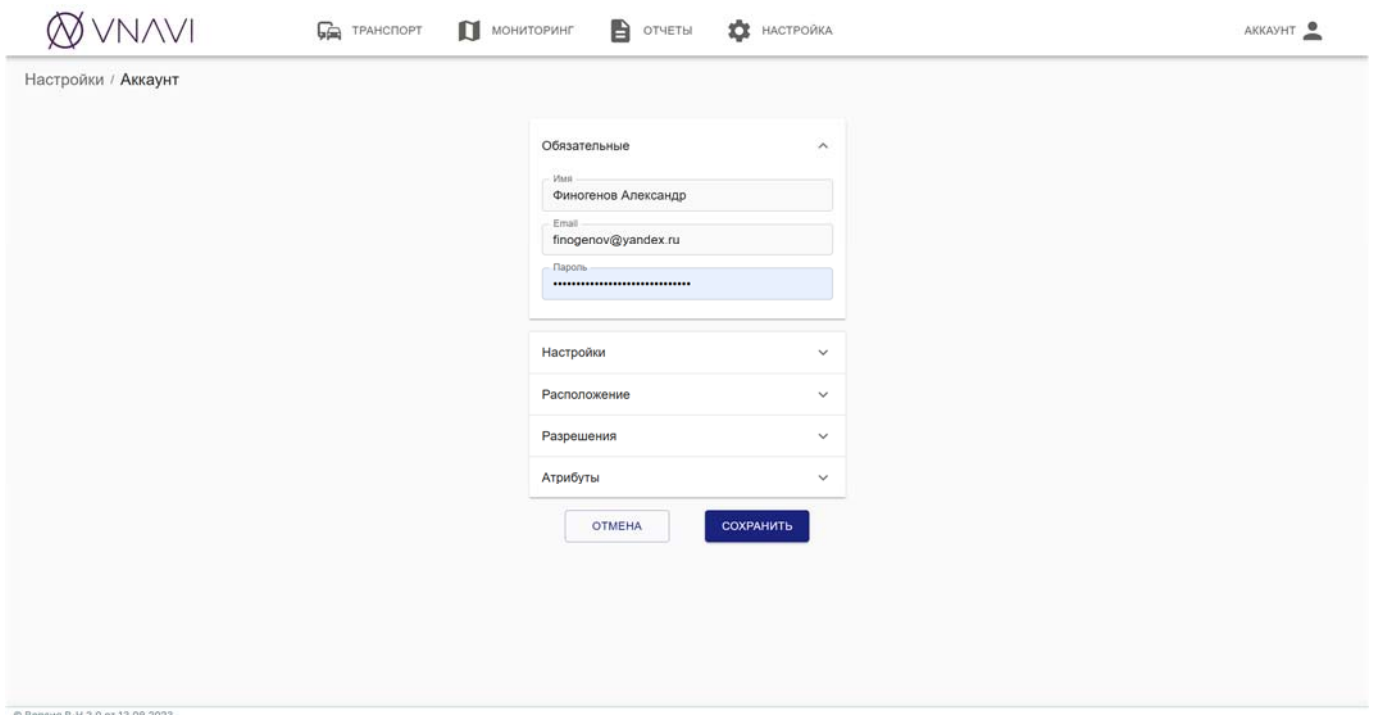 VNAVI
ТРАНСПОРТ МОНИТОРИНГ ОТЧЕТЫ НАСТРОЙКА АККАУНТ
Настройки / Аккаунт
Обязательные
Имя
Финогенов Александр
Email
finogenov@yandex.ru
Пароль
Настройки
Расположение
Разрешения
Атрибуты
ОТМЕНА СОХРАНИТЬ